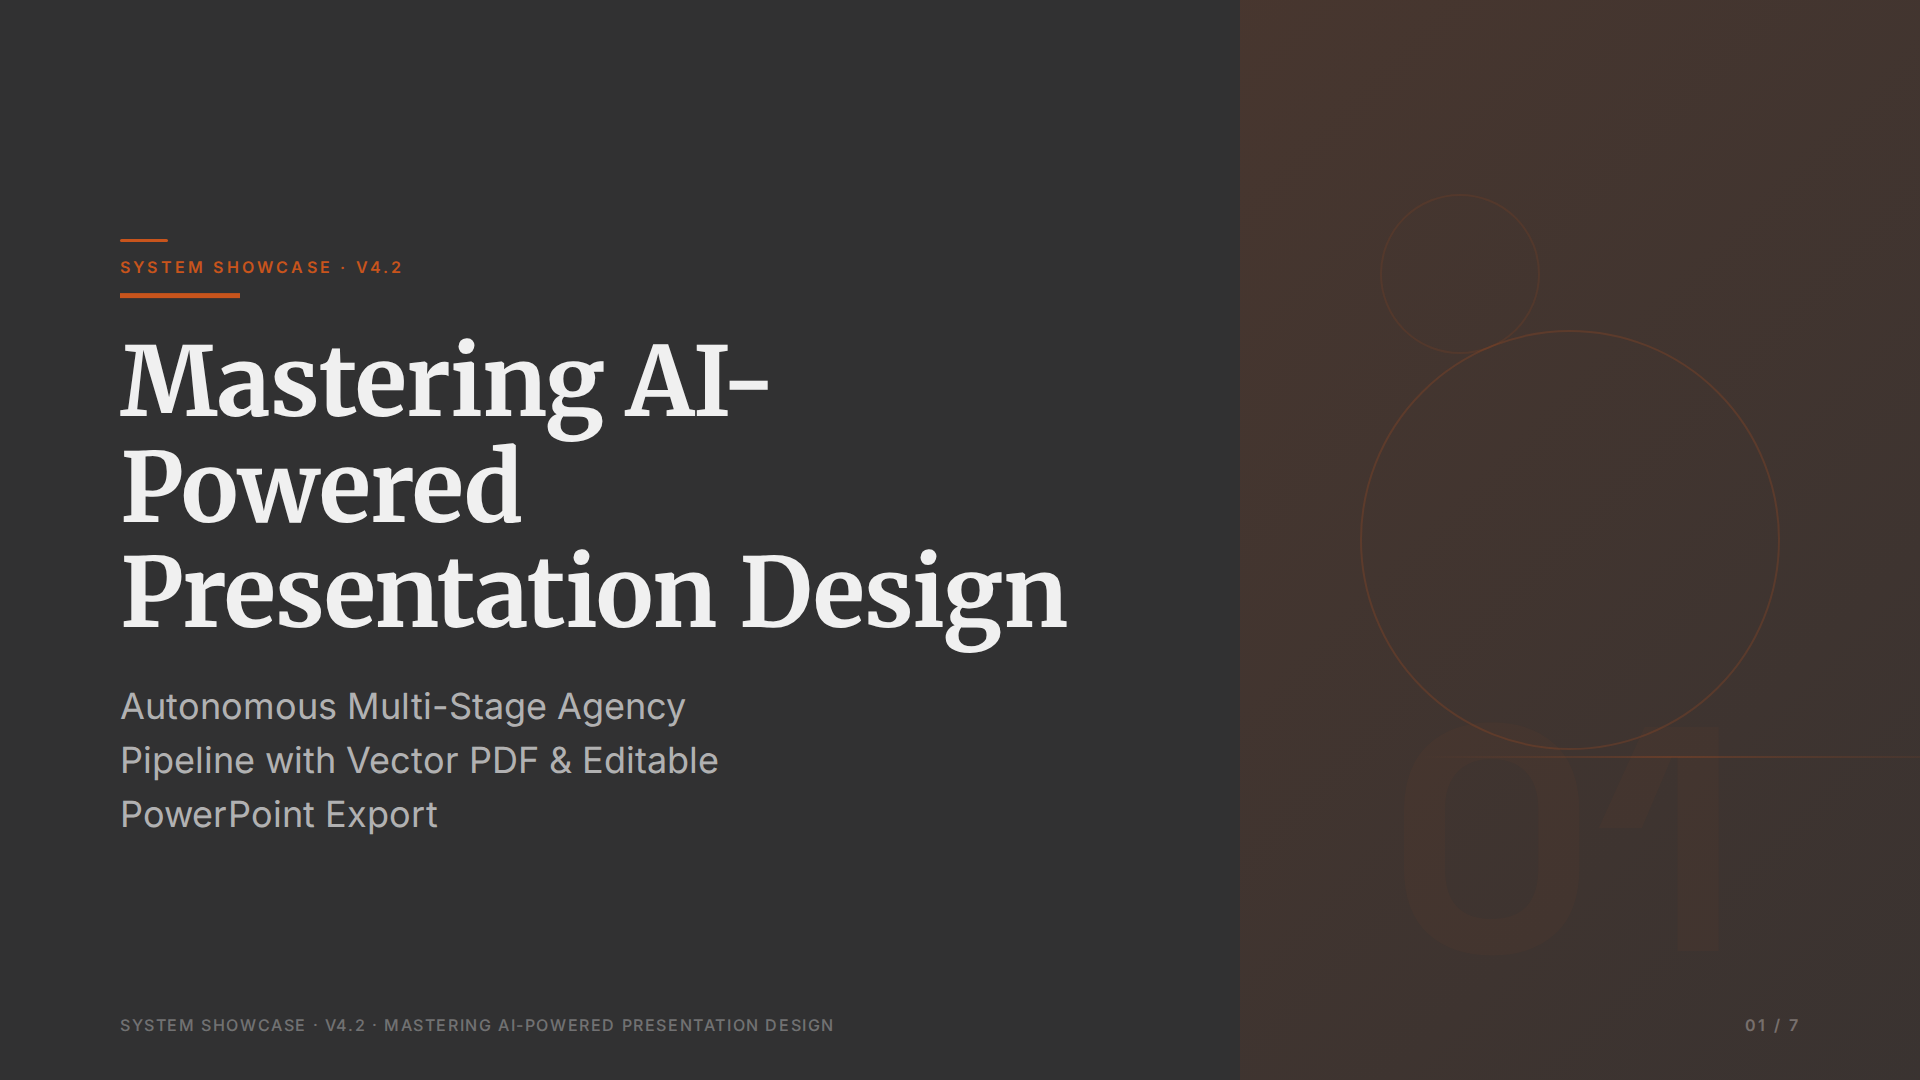 SYSTEM SHOWCASE · V4.2
Mastering AI-
Powered
Presentation Design
Autonomous Multi-Stage Agency
Pipeline with Vector PDF & Editable
PowerPoint Export
01
SYSTEM SHOWCASE · V4.2 · MASTERING AI-POWERED PRESENTATION DESIGN
01 / 7